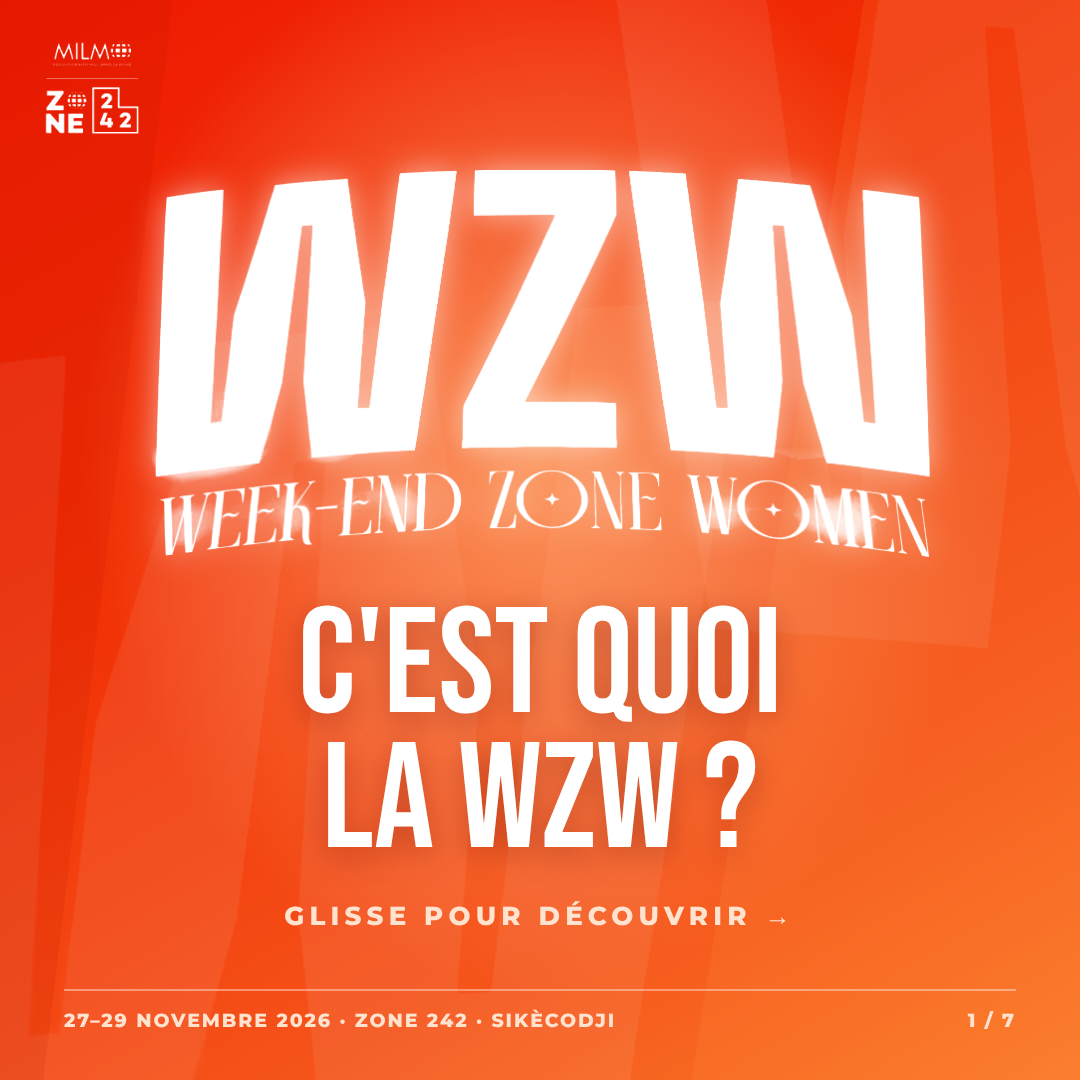 MILMO
ZONE 242
WZW
WEEK-END ZONE WOMEN
C'EST QUOI
LA WZW ?
GLISSE POUR DÉCOUVRIR →
27–29 NOVEMBRE 2026 · ZONE 242 · SIKÈCODJI
1 / 7